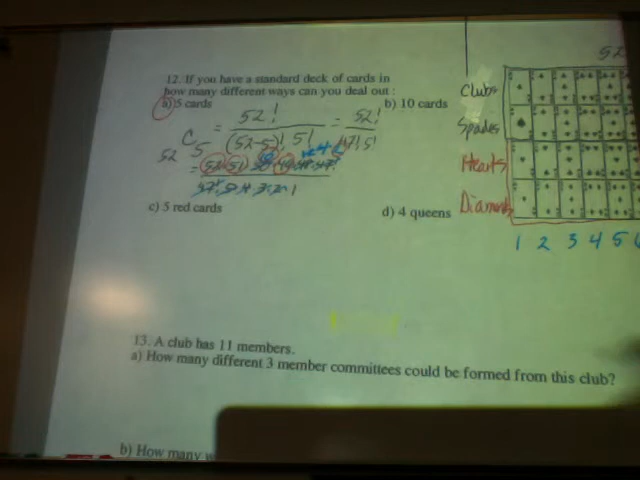 12. If you have a standard deck of cards in
how many different ways can you deal out :
a) 5 cards
52 C 5 = 52! / (52-5)! 5! = 52! / 47! 5!
b) 10 cards
c) 5 red cards
d) 4 queens
52
Clubs
Spades
Hearts
Diamonds
1 2 3 4 5 6
13. A club has 11 members.
a) How many different 3 member committees could be formed from this club?
b) How many w